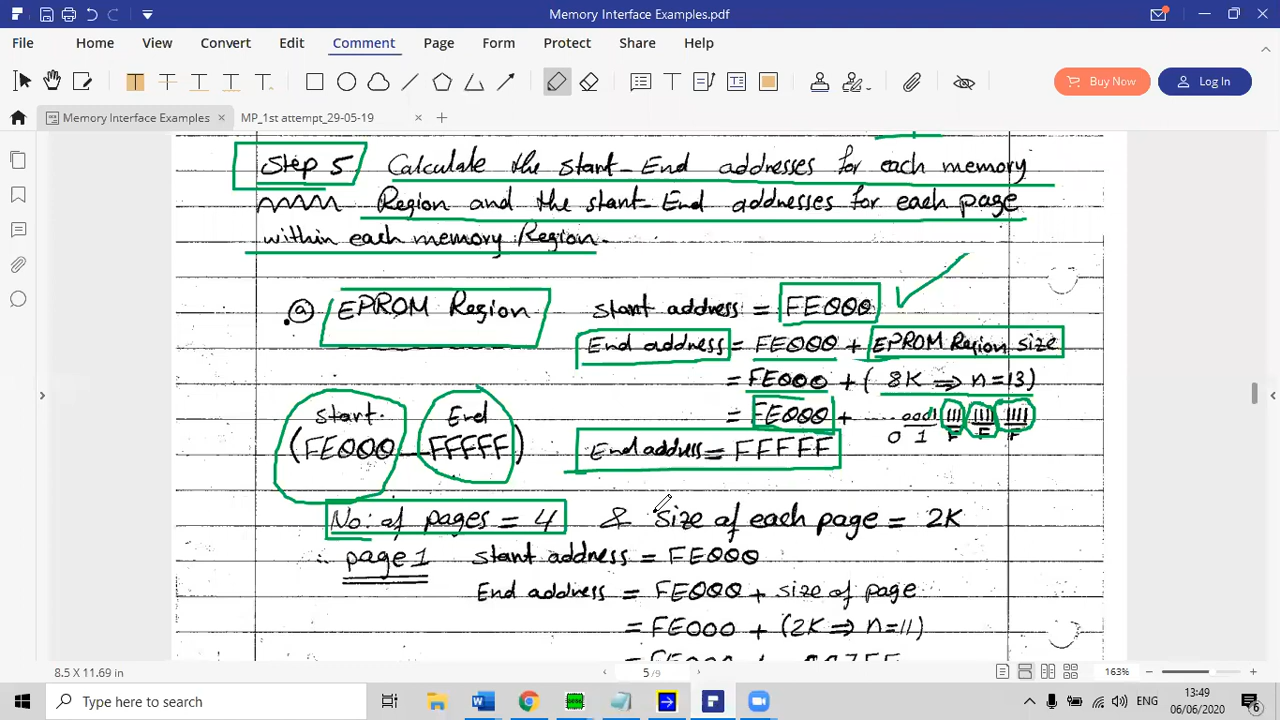 Memory Interface Examples.pdf
File Home View Convert Edit Comment Page Form Protect Share Help
Buy Now Log In
Memory Interface Examples × MP_1st attempt_29-05-19 × +
Step 5 Calculate the start-End addresses for each memory
Region and the start-End addresses for each page
within each memory Region.
(a) EPROM Region start address = FE000
End address = FE000 + EPROM Region size
= FE000 + ( 8K ⇒ n=13)
Start End = FE000 + ..... 0001 1111 1111 1111
0 1 F F F
(FE000 — FFFFF) End address = FFFFF
No: of pages = 4 & size of each page = 2K
∴ page 1 start address = FE000
End address = FE000 + size of page
= FE000 + (2K ⇒ n=11)
= FE000 + 007FF
8.5 X 11.69 in 5 /9 163%
Type here to search ENG 13:49
06/06/2020 6